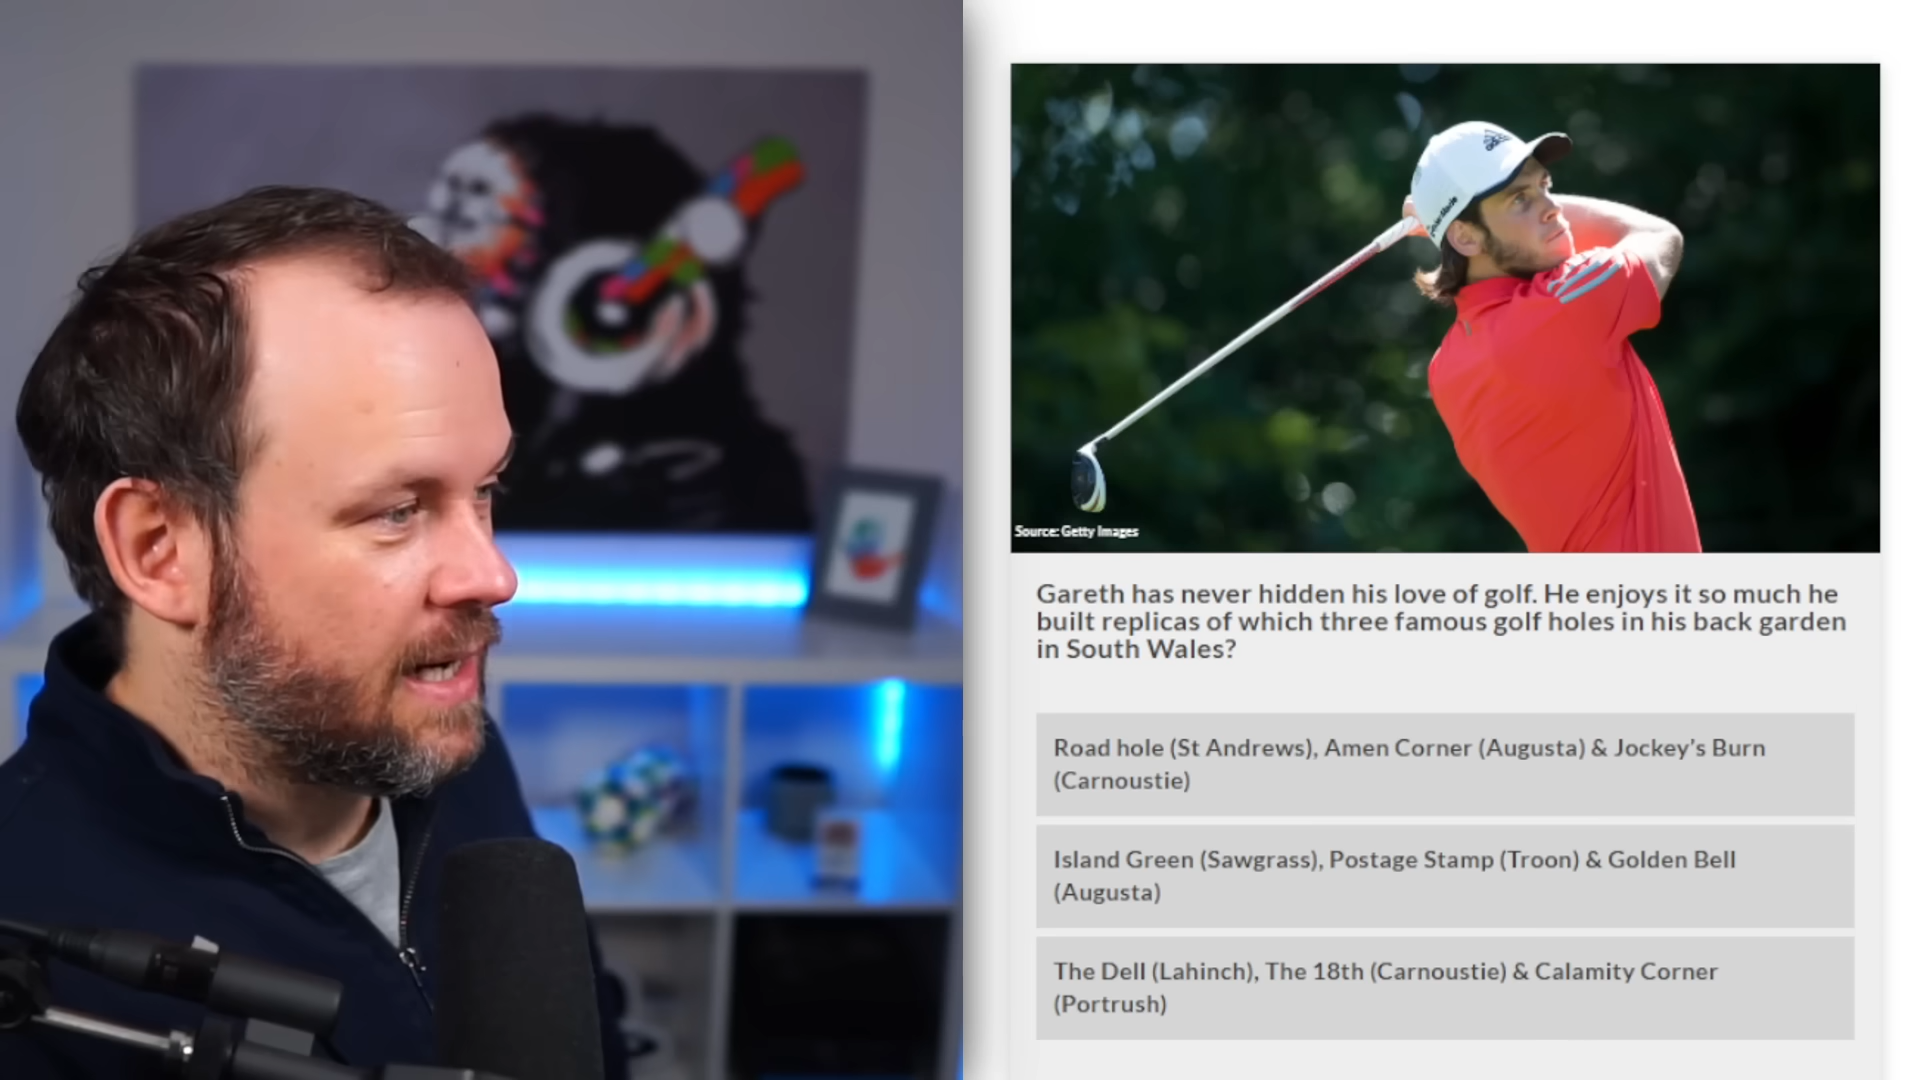 adidas
TaylorMade
Source: Getty Images
Gareth has never hidden his love of golf. He enjoys it so much he
built replicas of which three famous golf holes in his back garden
in South Wales?
Road hole (St Andrews), Amen Corner (Augusta) & Jockey's Burn
(Carnoustie)
Island Green (Sawgrass), Postage Stamp (Troon) & Golden Bell
(Augusta)
The Dell (Lahinch), The 18th (Carnoustie) & Calamity Corner
(Portrush)